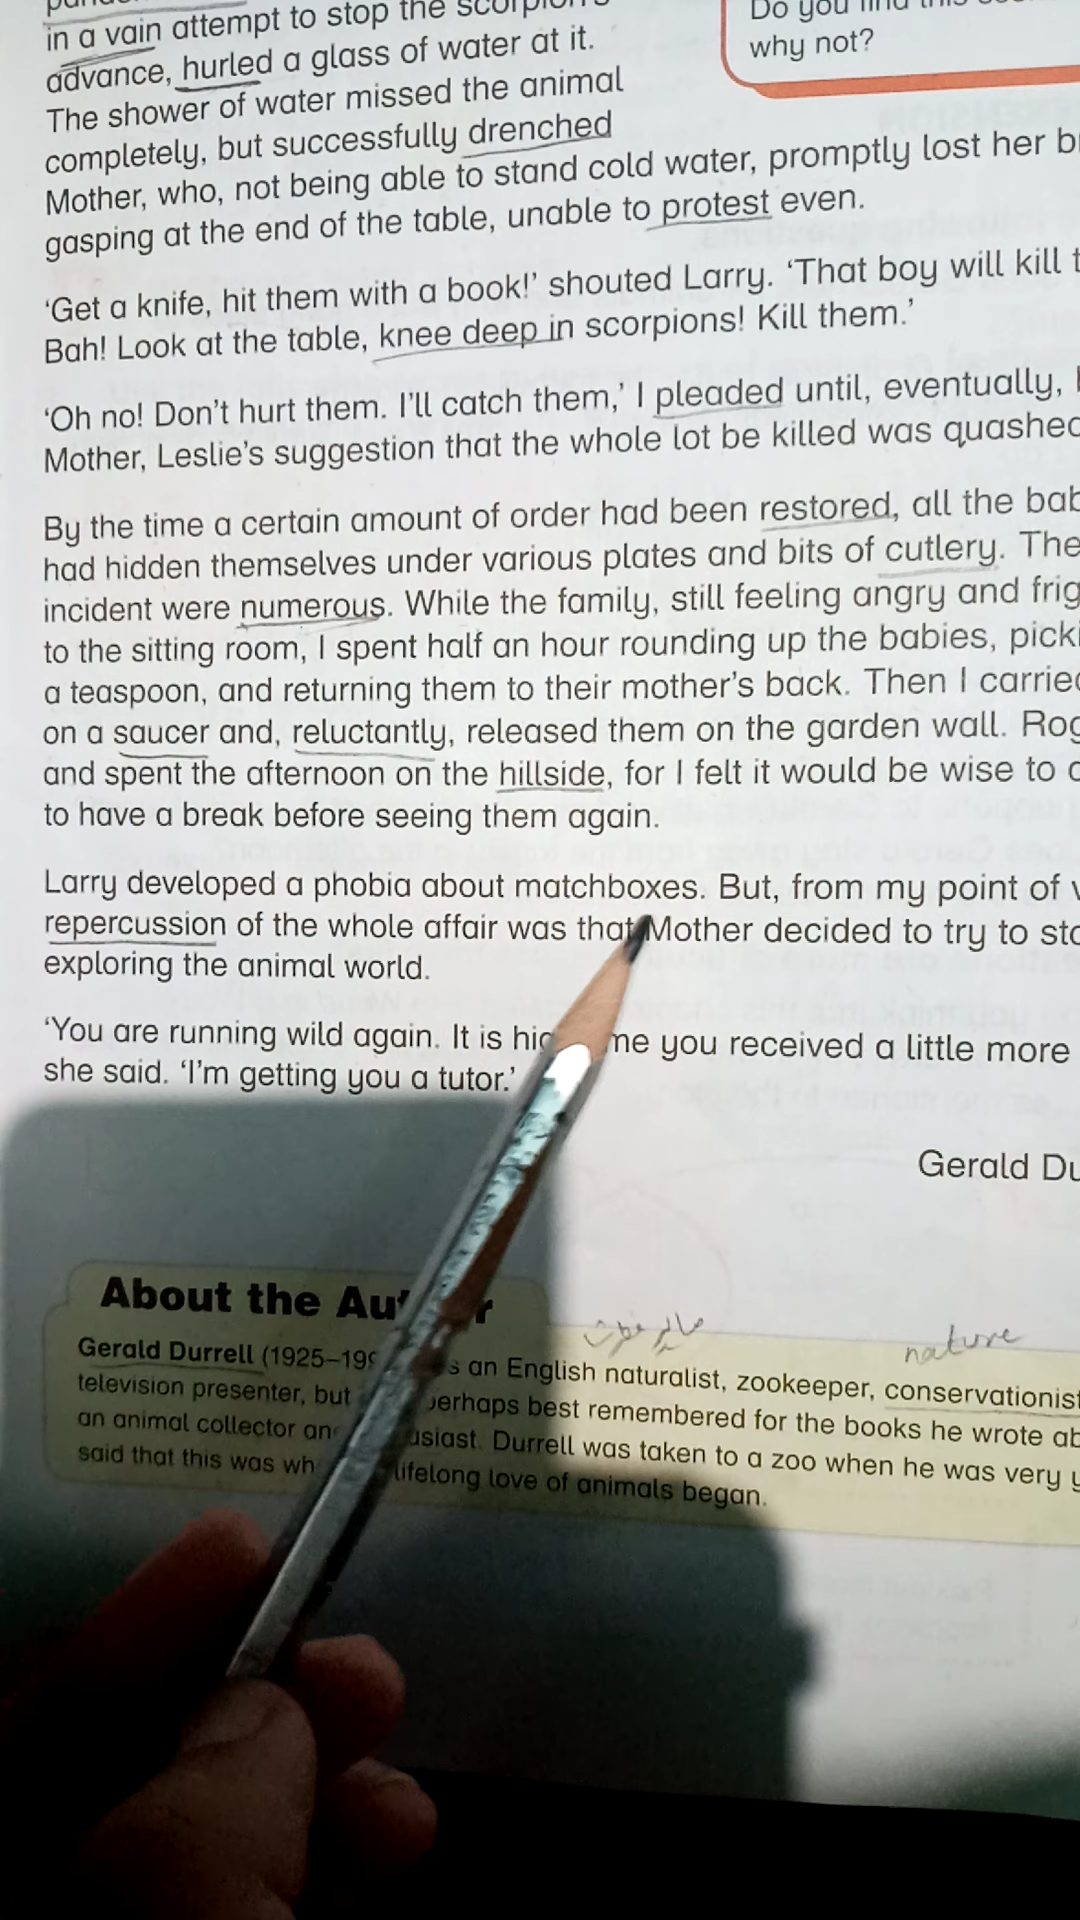 in a vain attempt to stop the scorpion's
advance, hurled a glass of water at it.
The shower of water missed the animal
completely, but successfully drenched
Mother, who, not being able to stand cold water, promptly lost her
gasping at the end of the table, unable to protest even.
Do you find this
why not?
‘Get a knife, hit them with a book!’ shouted Larry. ‘That boy will kill
Bah! Look at the table, knee deep in scorpions! Kill them.’
‘Oh no! Don’t hurt them. I’ll catch them,’ I pleaded until, eventually,
Mother, Leslie’s suggestion that the whole lot be killed was quashed
By the time a certain amount of order had been restored, all the
had hidden themselves under various plates and bits of cutlery. The
incident were numerous. While the family, still feeling angry and
to the sitting room, I spent half an hour rounding up the babies,
a teaspoon, and returning them to their mother’s back. Then I carried
on a saucer and, reluctantly, released them on the garden wall.
and spent the afternoon on the hillside, for I felt it would be wise to
to have a break before seeing them again.
Larry developed a phobia about matchboxes. But, from my point of
repercussion of the whole affair was that Mother decided to try to
exploring the animal world.
‘You are running wild again. It is me you received a little more
she said. ‘I’m getting you a tutor.’
Gerald
About the
nature
Gerald Durrell (1925–19 an English naturalist, zookeeper, conservationist
television presenter, but perhaps best remembered for the books he wrote
an animal collector Durrell was taken to a zoo when he was very
said that this was lifelong love of animals began.